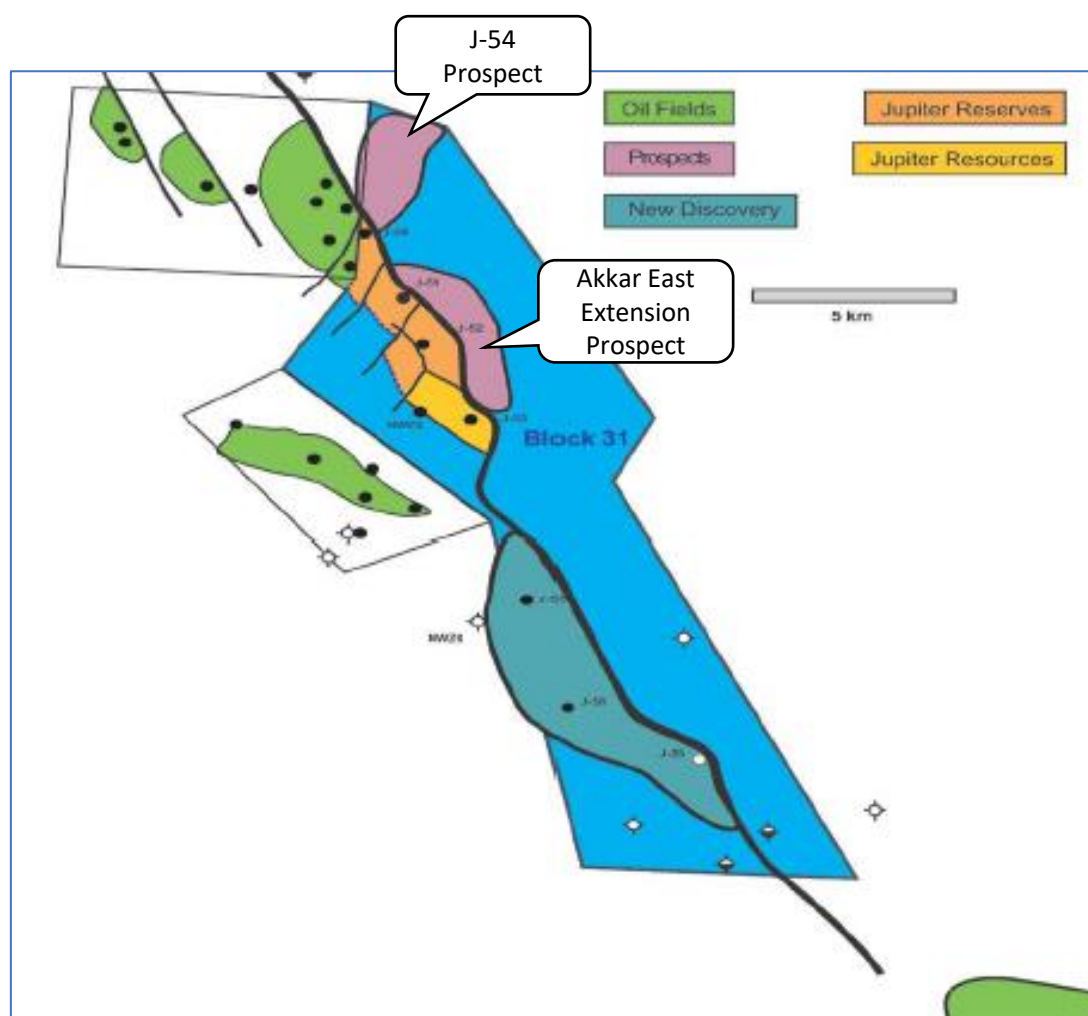 J-54
Prospect
Oil Fields
Jupiter Reserves
Prospects
Jupiter Resources
New Discovery
5 km
Akkar East
Extension
Prospect
J-52
Block 31
NW24
J-55